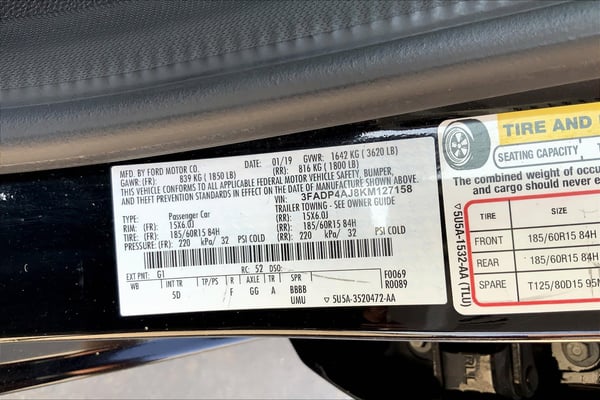 MFD. BY FORD MOTOR CO.
DATE: 01/19 GVWR: 1642 KG ( 3620 LB)
GAWR: (FR) 839 KG ( 1850 LB) RR: 816 KG ( 1800 LB)
THIS VEHICLE CONFORMS TO ALL APPLICABLE FEDERAL MOTOR VEHICLE SAFETY, BUMPER,
AND THEFT PREVENTION STANDARDS IN EFFECT ON THE DATE OF MANUFACTURE SHOWN ABOVE.
VIN: 3FADP4AJ8KM127158
TYPE: Passenger Car TRAILER TOWING - SEE OWNER GUIDE
RIM: (FR) 15X6.0J (RR): 15X6.0J
TIRE: (FR) 185/60R15 84H (RR): 185/60R15 84H
PRESSURE: (FR) 220 kPa/ 32 PSI COLD (RR): 220 kPa/ 32 PSI COLD
EXT PNT: G1 RC: 52 DSO: F0069
WB INT TR TP/PS R AXLE TR SPR R0089
5D F GG A BBBB
UMU ▽ 5U5A-3520472-AA
TIRE AND
SEATING CAPACITY
The combined weight of occu
and cargo should never e
TIRE SIZE
FRONT 185/60R15 84H
REAR 185/60R15 84H
SPARE T125/80D15 95M
▽ 5U5A-1532-AA (TLU)